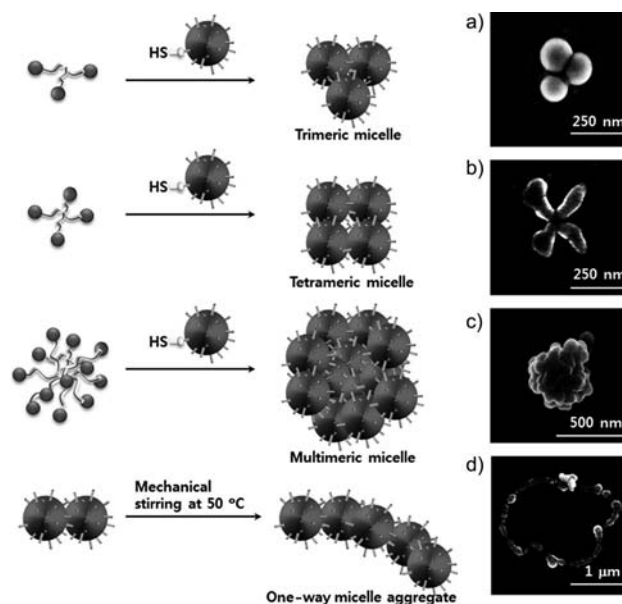 a)
HS
Trimeric micelle
250 nm
b)
HS
Tetrameric micelle
250 nm
c)
HS
Multimeric micelle
500 nm
d)
Mechanical
stirring at 50 ºC
One-way micelle aggregate
1 µm